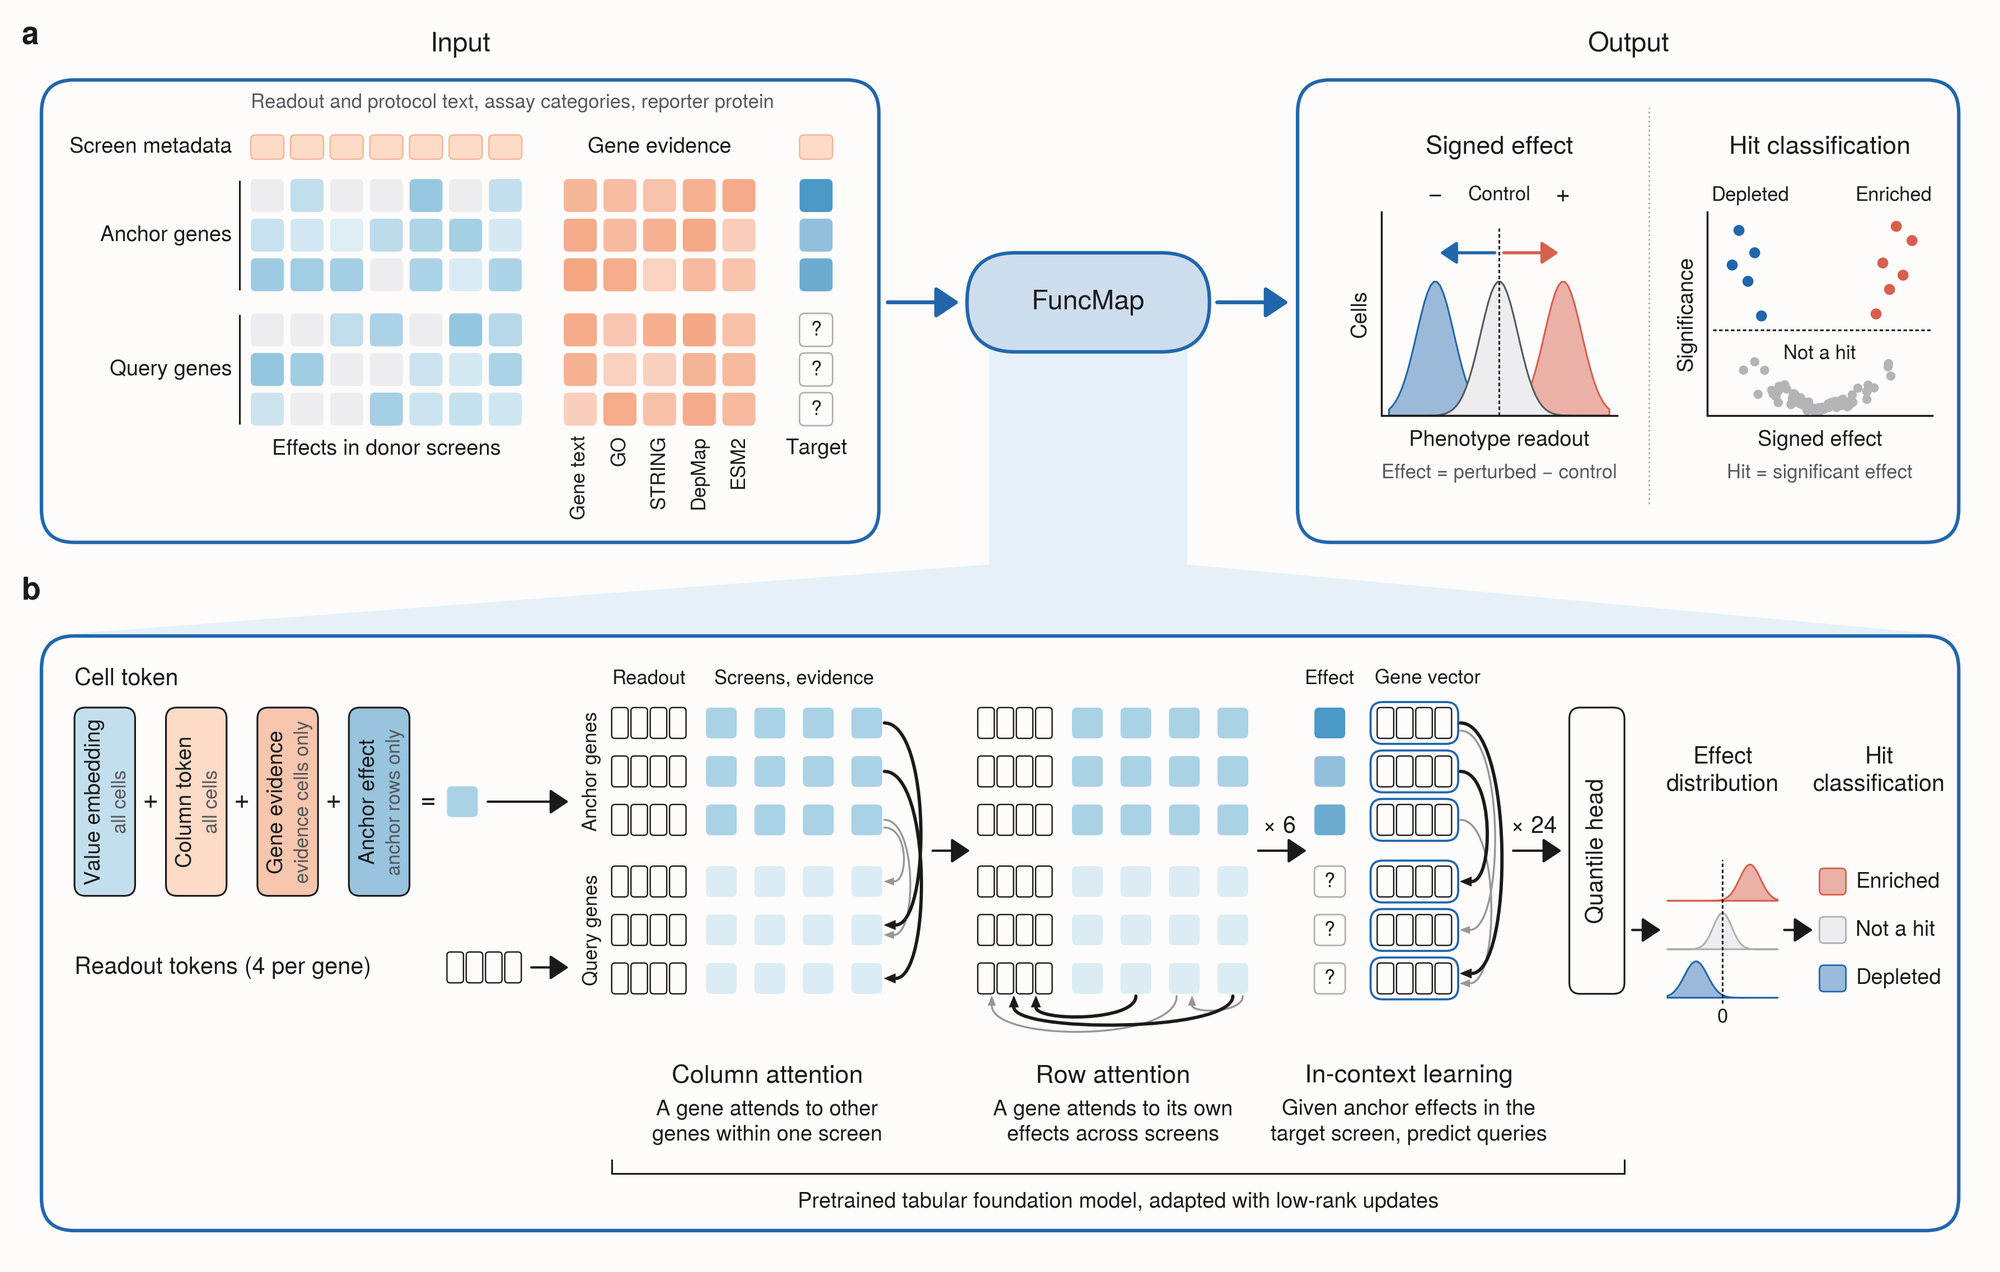 a
Input
Output
Readout and protocol text, assay categories, reporter protein
Screen metadata
Gene evidence
Anchor genes
Query genes
?
?
?
Effects in donor screens
Gene text
GO
STRING
DepMap
ESM2
Target
FuncMap
Signed effect
− Control +
Cells
Phenotype readout
Effect = perturbed − control
Hit classification
Depleted
Enriched
Significance
Not a hit
Signed effect
Hit = significant effect
b
Cell token
Value embedding
all cells
+
Column token
all cells
+
Gene evidence
evidence cells only
+
Anchor effect
anchor rows only
=
Readout tokens (4 per gene)
Readout
Screens, evidence
Anchor genes
Query genes
× 6
Effect
Gene vector
?
?
?
× 24
Quantile head
Effect
distribution
0
Hit
classification
Enriched
Not a hit
Depleted
Column attention
A gene attends to other
genes within one screen
Row attention
A gene attends to its own
effects across screens
In-context learning
Given anchor effects in the
target screen, predict queries
Pretrained tabular foundation model, adapted with low-rank updates